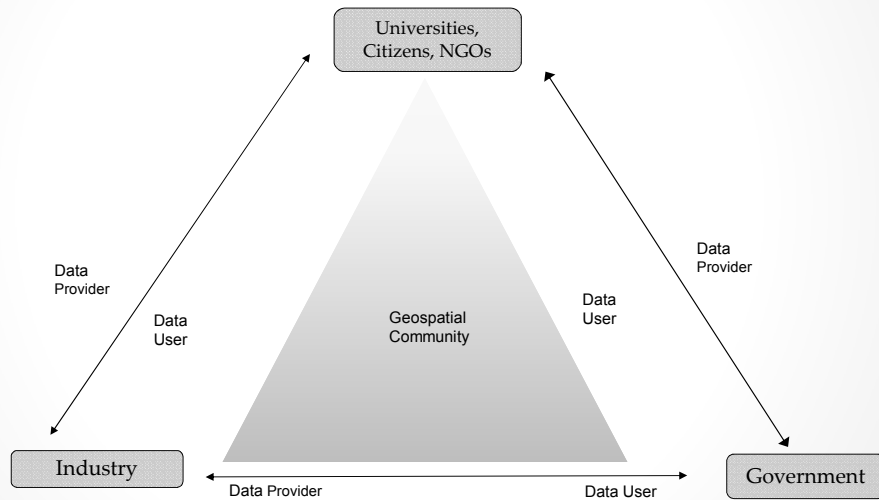 Universities,
Citizens, NGOs
Data
Provider
Data
Provider
Data
User
Data
User
Geospatial
Community
Industry
Government
Data Provider
Data User